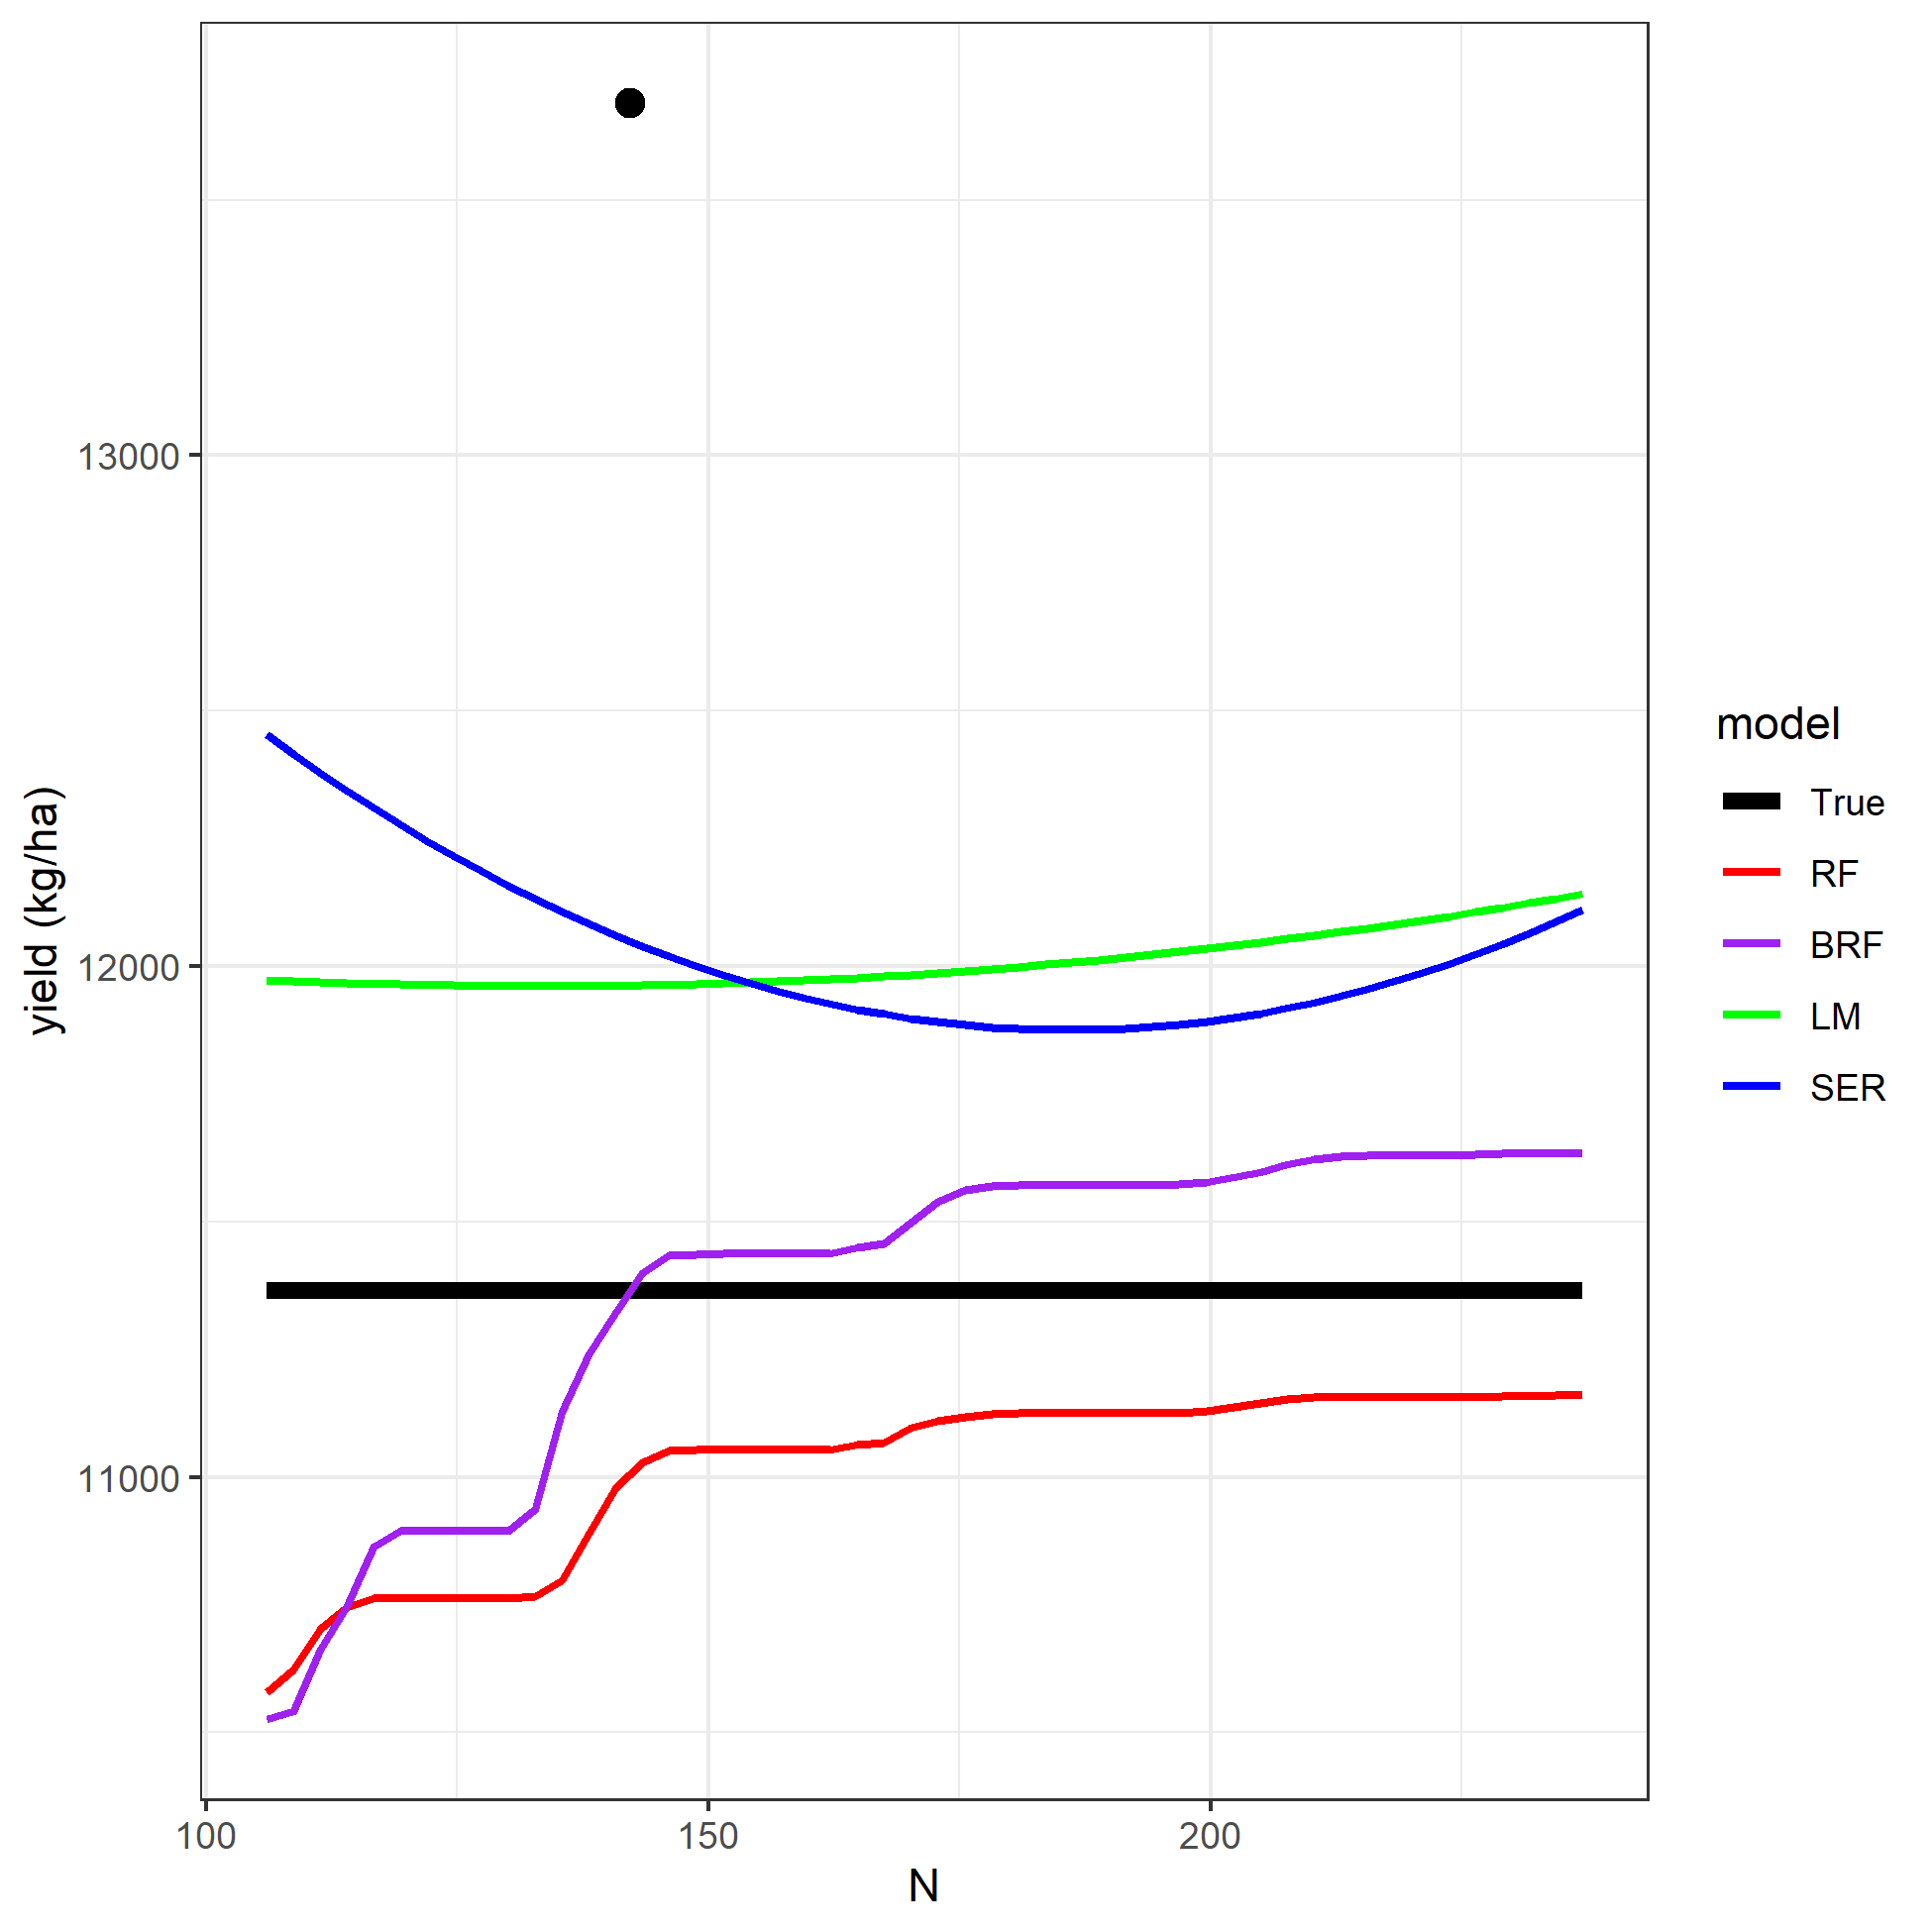 13000
12000
11000
yield (kg/ha)
100
150
200
N
model
True
RF
BRF
LM
SER